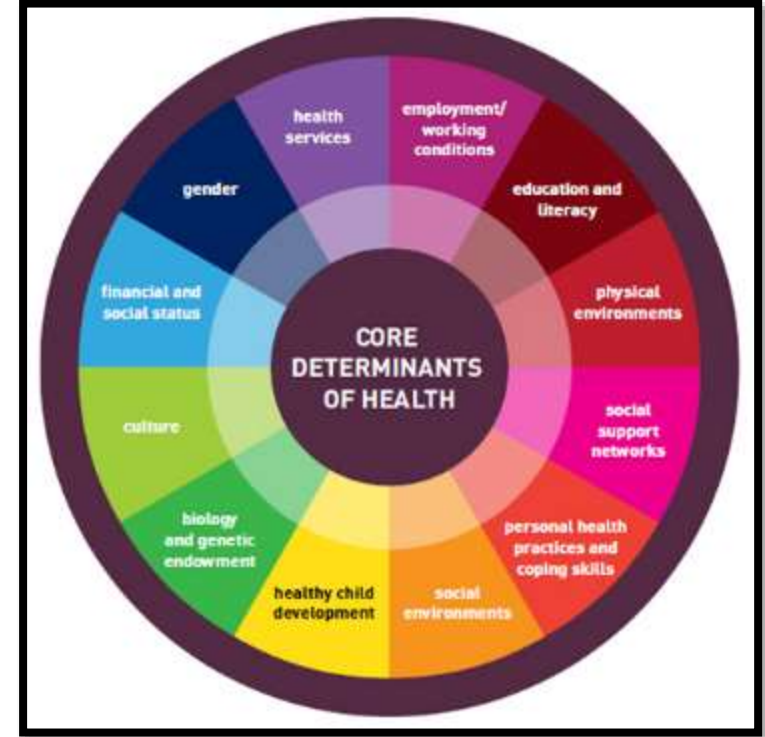 CORE
DETERMINANTS
OF HEALTH
employment/
working
conditions
education and
literacy
physical
environments
social
support
networks
personal health
practices and
coping skills
social
environments
healthy child
development
biology
and genetic
endowment
culture
financial and
social status
gender
health
services